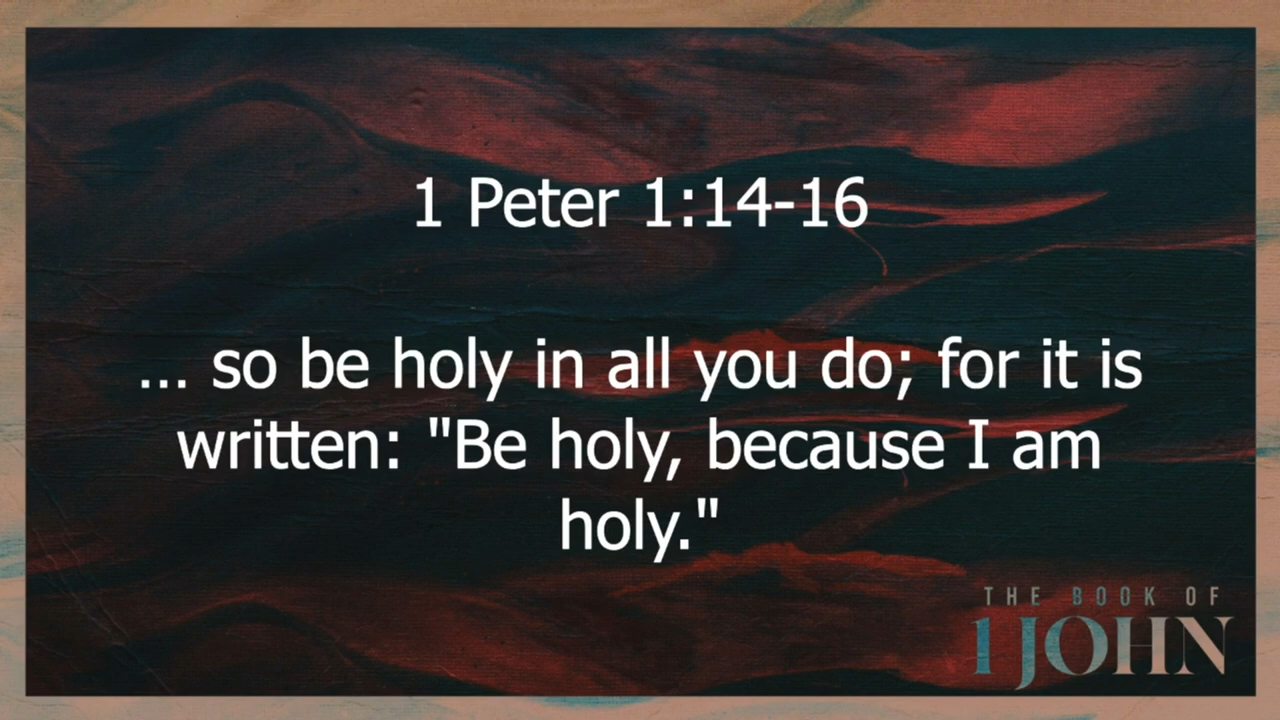 1 Peter 1:14-16
... so be holy in all you do; for it is
written: "Be holy, because I am
holy."
THE BOOK OF
1 JOHN